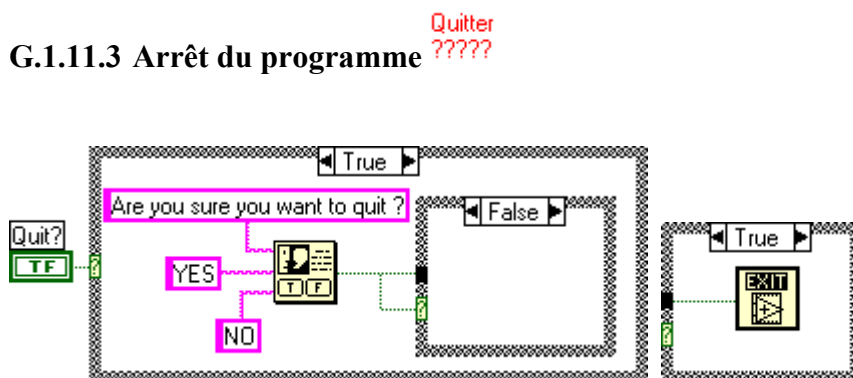 Quitter
G.1.11.3 Arrêt du programme ?????
True
Are you sure you want to quit ?
False
True
Quit?
TF
YES
EXIT
T F
NO